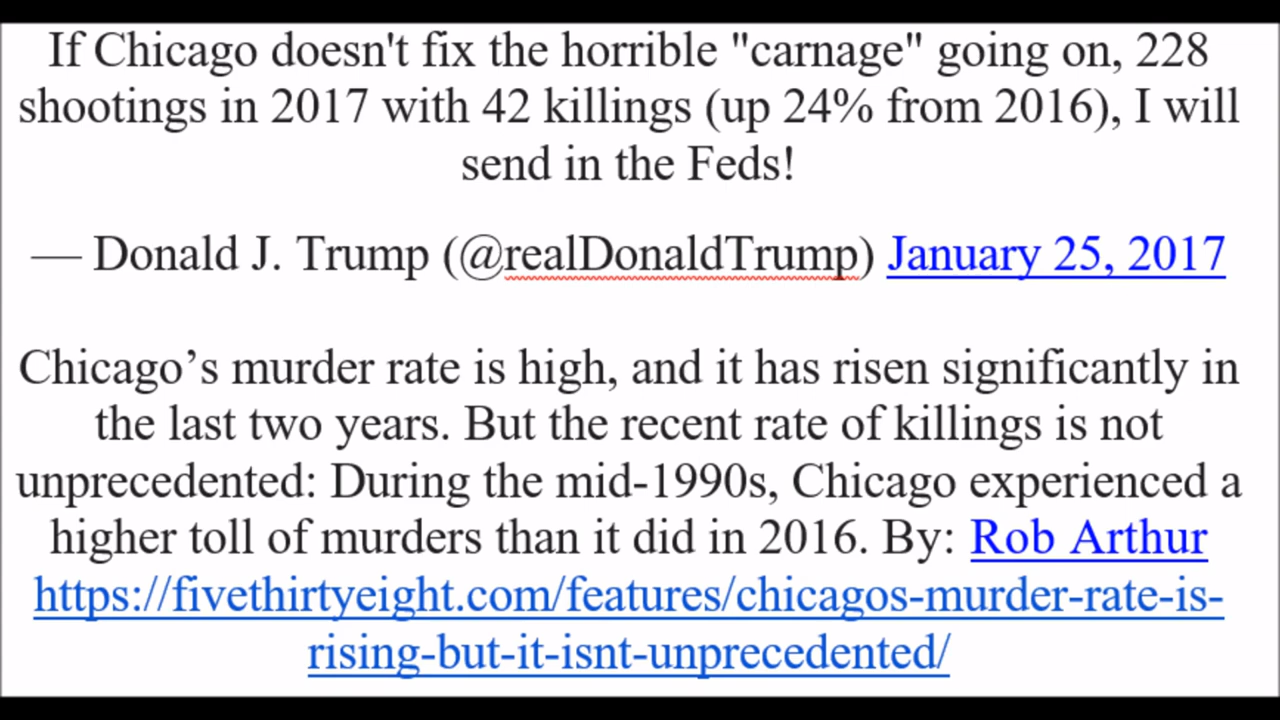 If Chicago doesn't fix the horrible "carnage" going on, 228
shootings in 2017 with 42 killings (up 24% from 2016), I will
send in the Feds!
— Donald J. Trump (@realDonaldTrump) January 25, 2017
Chicago’s murder rate is high, and it has risen significantly in
the last two years. But the recent rate of killings is not
unprecedented: During the mid-1990s, Chicago experienced a
higher toll of murders than it did in 2016. By: Rob Arthur
https://fivethirtyeight.com/features/chicagos-murder-rate-is-
rising-but-it-isnt-unprecedented/